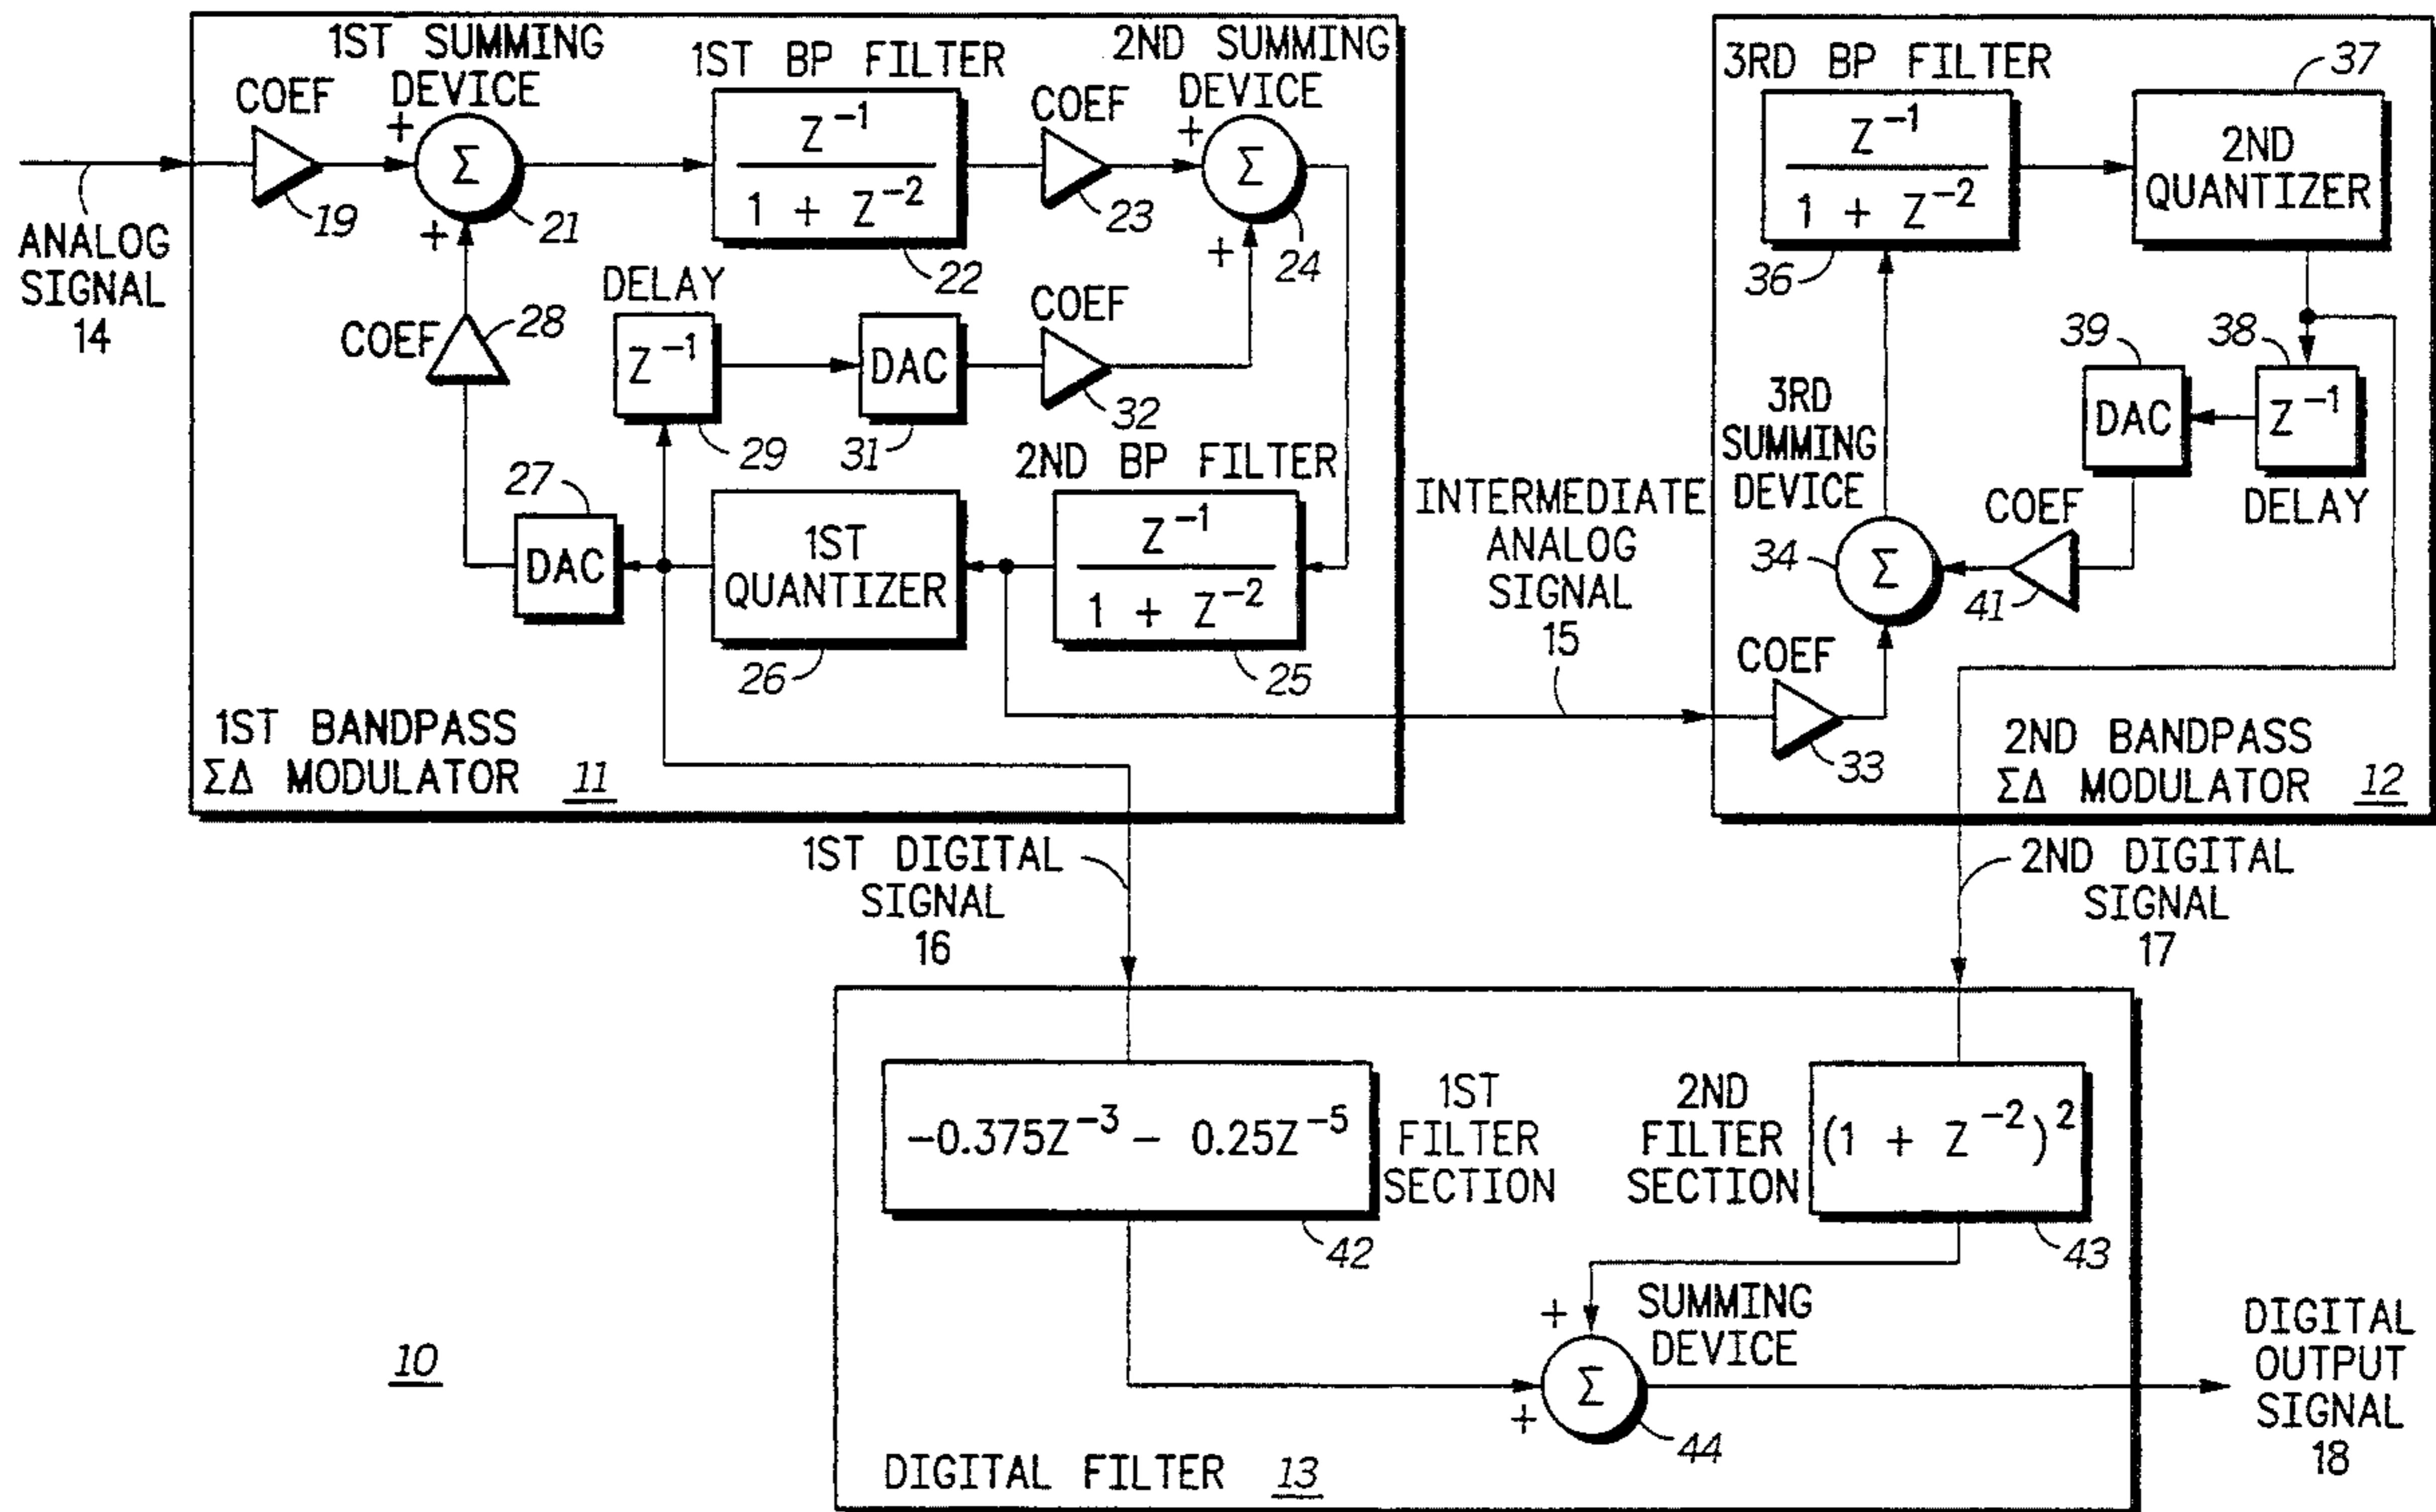 1ST SUMMING
DEVICE
COEF
+
Σ
+
19
21
ANALOG
SIGNAL
14
1ST BP FILTER
Z⁻¹
1 + Z⁻²
22
COEF
23
2ND SUMMING
DEVICE
+
Σ
+
24
COEF
28
DELAY
Z⁻¹
29
DAC
31
COEF
32
27
DAC
1ST
QUANTIZER
26
2ND BP FILTER
Z⁻¹
1 + Z⁻²
25
1ST BANDPASS
ΣΔ MODULATOR 11
INTERMEDIATE
ANALOG
SIGNAL
15
3RD BP FILTER
Z⁻¹
1 + Z⁻²
36
37
2ND
QUANTIZER
39
DAC
38
Z⁻¹
DELAY
3RD
SUMMING
DEVICE
34
Σ
COEF
41
COEF
33
2ND BANDPASS
ΣΔ MODULATOR 12
1ST DIGITAL
SIGNAL
16
2ND DIGITAL
SIGNAL
17
-0.375Z⁻³ - 0.25Z⁻⁵
42
1ST
FILTER
SECTION
2ND
FILTER
SECTION
(1 + Z⁻²)²
43
+
Σ
+
SUMMING
DEVICE
44
DIGITAL FILTER 13
DIGITAL
OUTPUT
SIGNAL
18
10